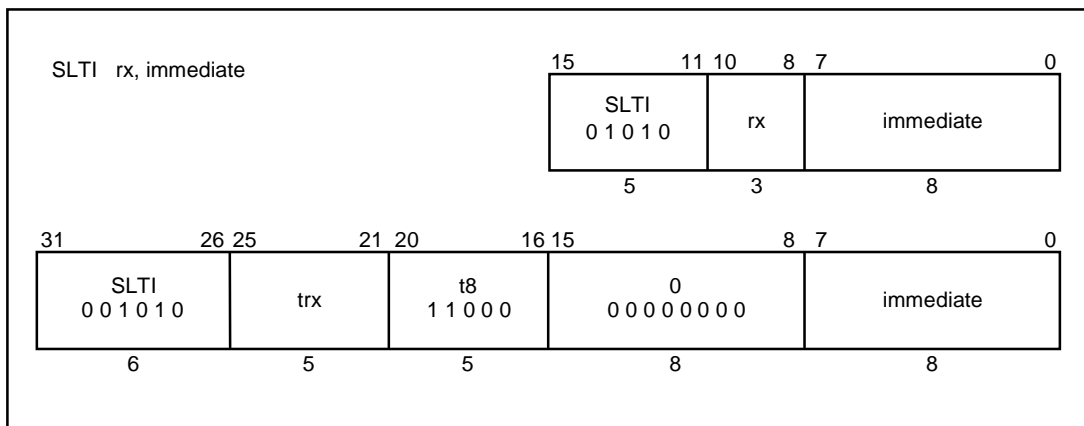 SLTI rx, immediate
15 11 10 8 7 0
SLTI rx immediate
0 1 0 1 0
5 3 8
31 26 25 21 20 16 15 8 7 0
SLTI trx t8 0 immediate
0 0 1 0 1 0 1 1 0 0 0 0 0 0 0 0 0 0 0
6 5 5 8 8